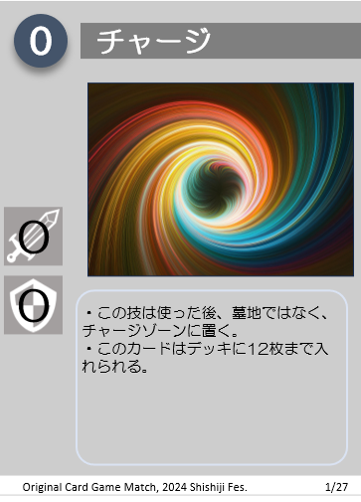 0
チャージ
0
0
・この技は使った後、墓地ではなく、
チャージゾーンに置く。
・このカードはデッキに12枚まで入
れられる。
Original Card Game Match, 2024 Shishiji Fes.
1/27